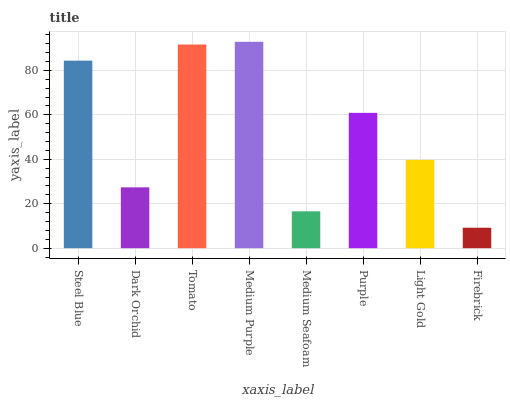 title
yaxis_label
80
60
40
20
0
Steel Blue
Dark Orchid
Tomato
Medium Purple
Medium Seafoam
Purple
Light Gold
Firebrick
xaxis_label